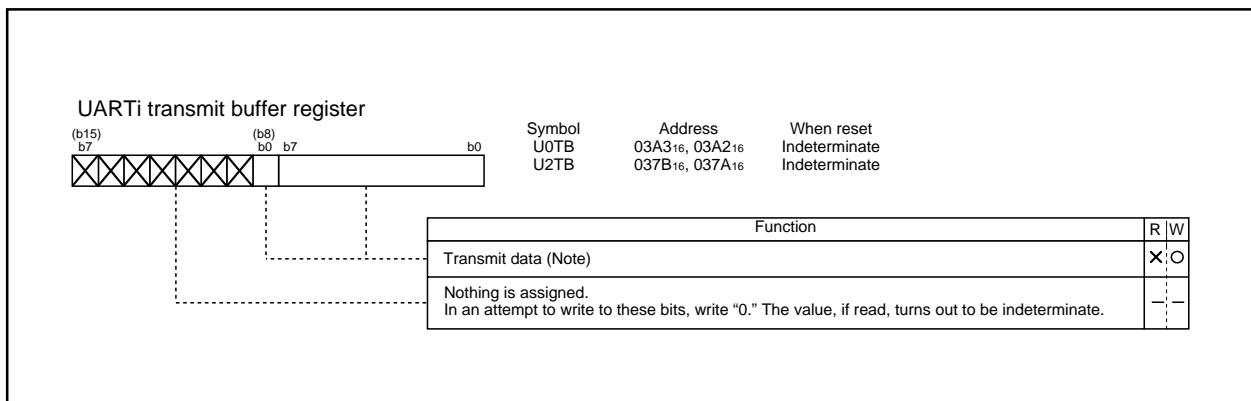 UARTi transmit buffer register
(b15) (b8)
b7 b0 b7 b0
Symbol Address When reset
U0TB 03A3₁₆, 03A2₁₆ Indeterminate
U2TB 037B₁₆, 037A₁₆ Indeterminate
Function R W
Transmit data (Note) × ○
Nothing is assigned.
In an attempt to write to these bits, write “0.” The value, if read, turns out to be indeterminate. – –